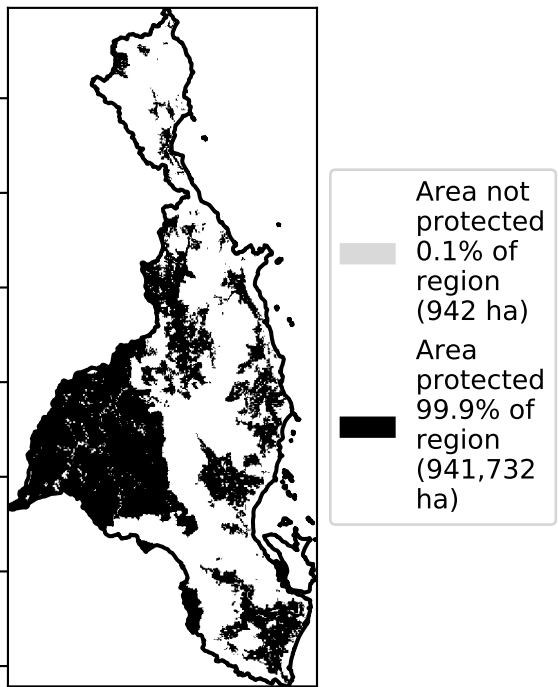 Area not
protected
0.1% of
region
(942 ha)
Area
protected
99.9% of
region
(941,732
ha)